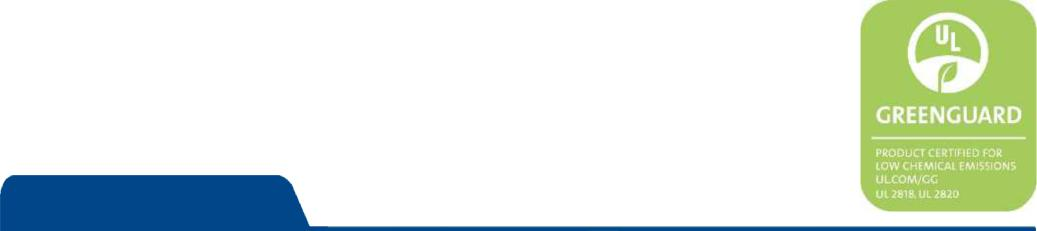 UL
GREENGUARD
PRODUCT CERTIFIED FOR
LOW CHEMICAL EMISSIONS
UL.COM/GG
UL 2818, UL 2820